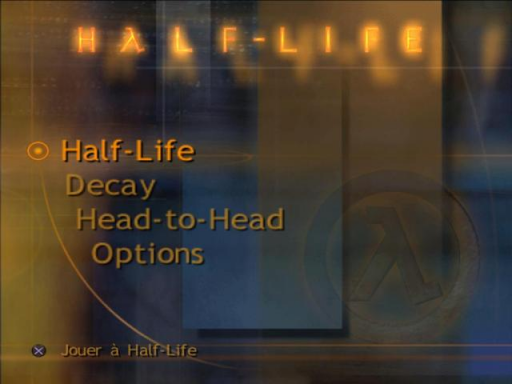 HALF-LIFE
Half-Life
Decay
Head-to-Head
Options
Jouer à Half-Life